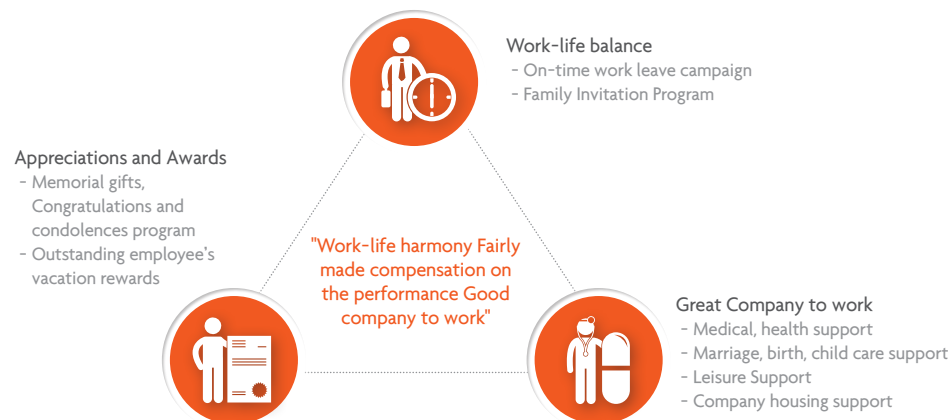 Work-life balance
- On-time work leave campaign
- Family Invitation Program
Appreciations and Awards
- Memorial gifts,
Congratulations and
condolences program
- Outstanding employee's
vacation rewards
"Work-life harmony Fairly
made compensation on
the performance Good
company to work"
Great Company to work
- Medical, health support
- Marriage, birth, child care support
- Leisure Support
- Company housing support